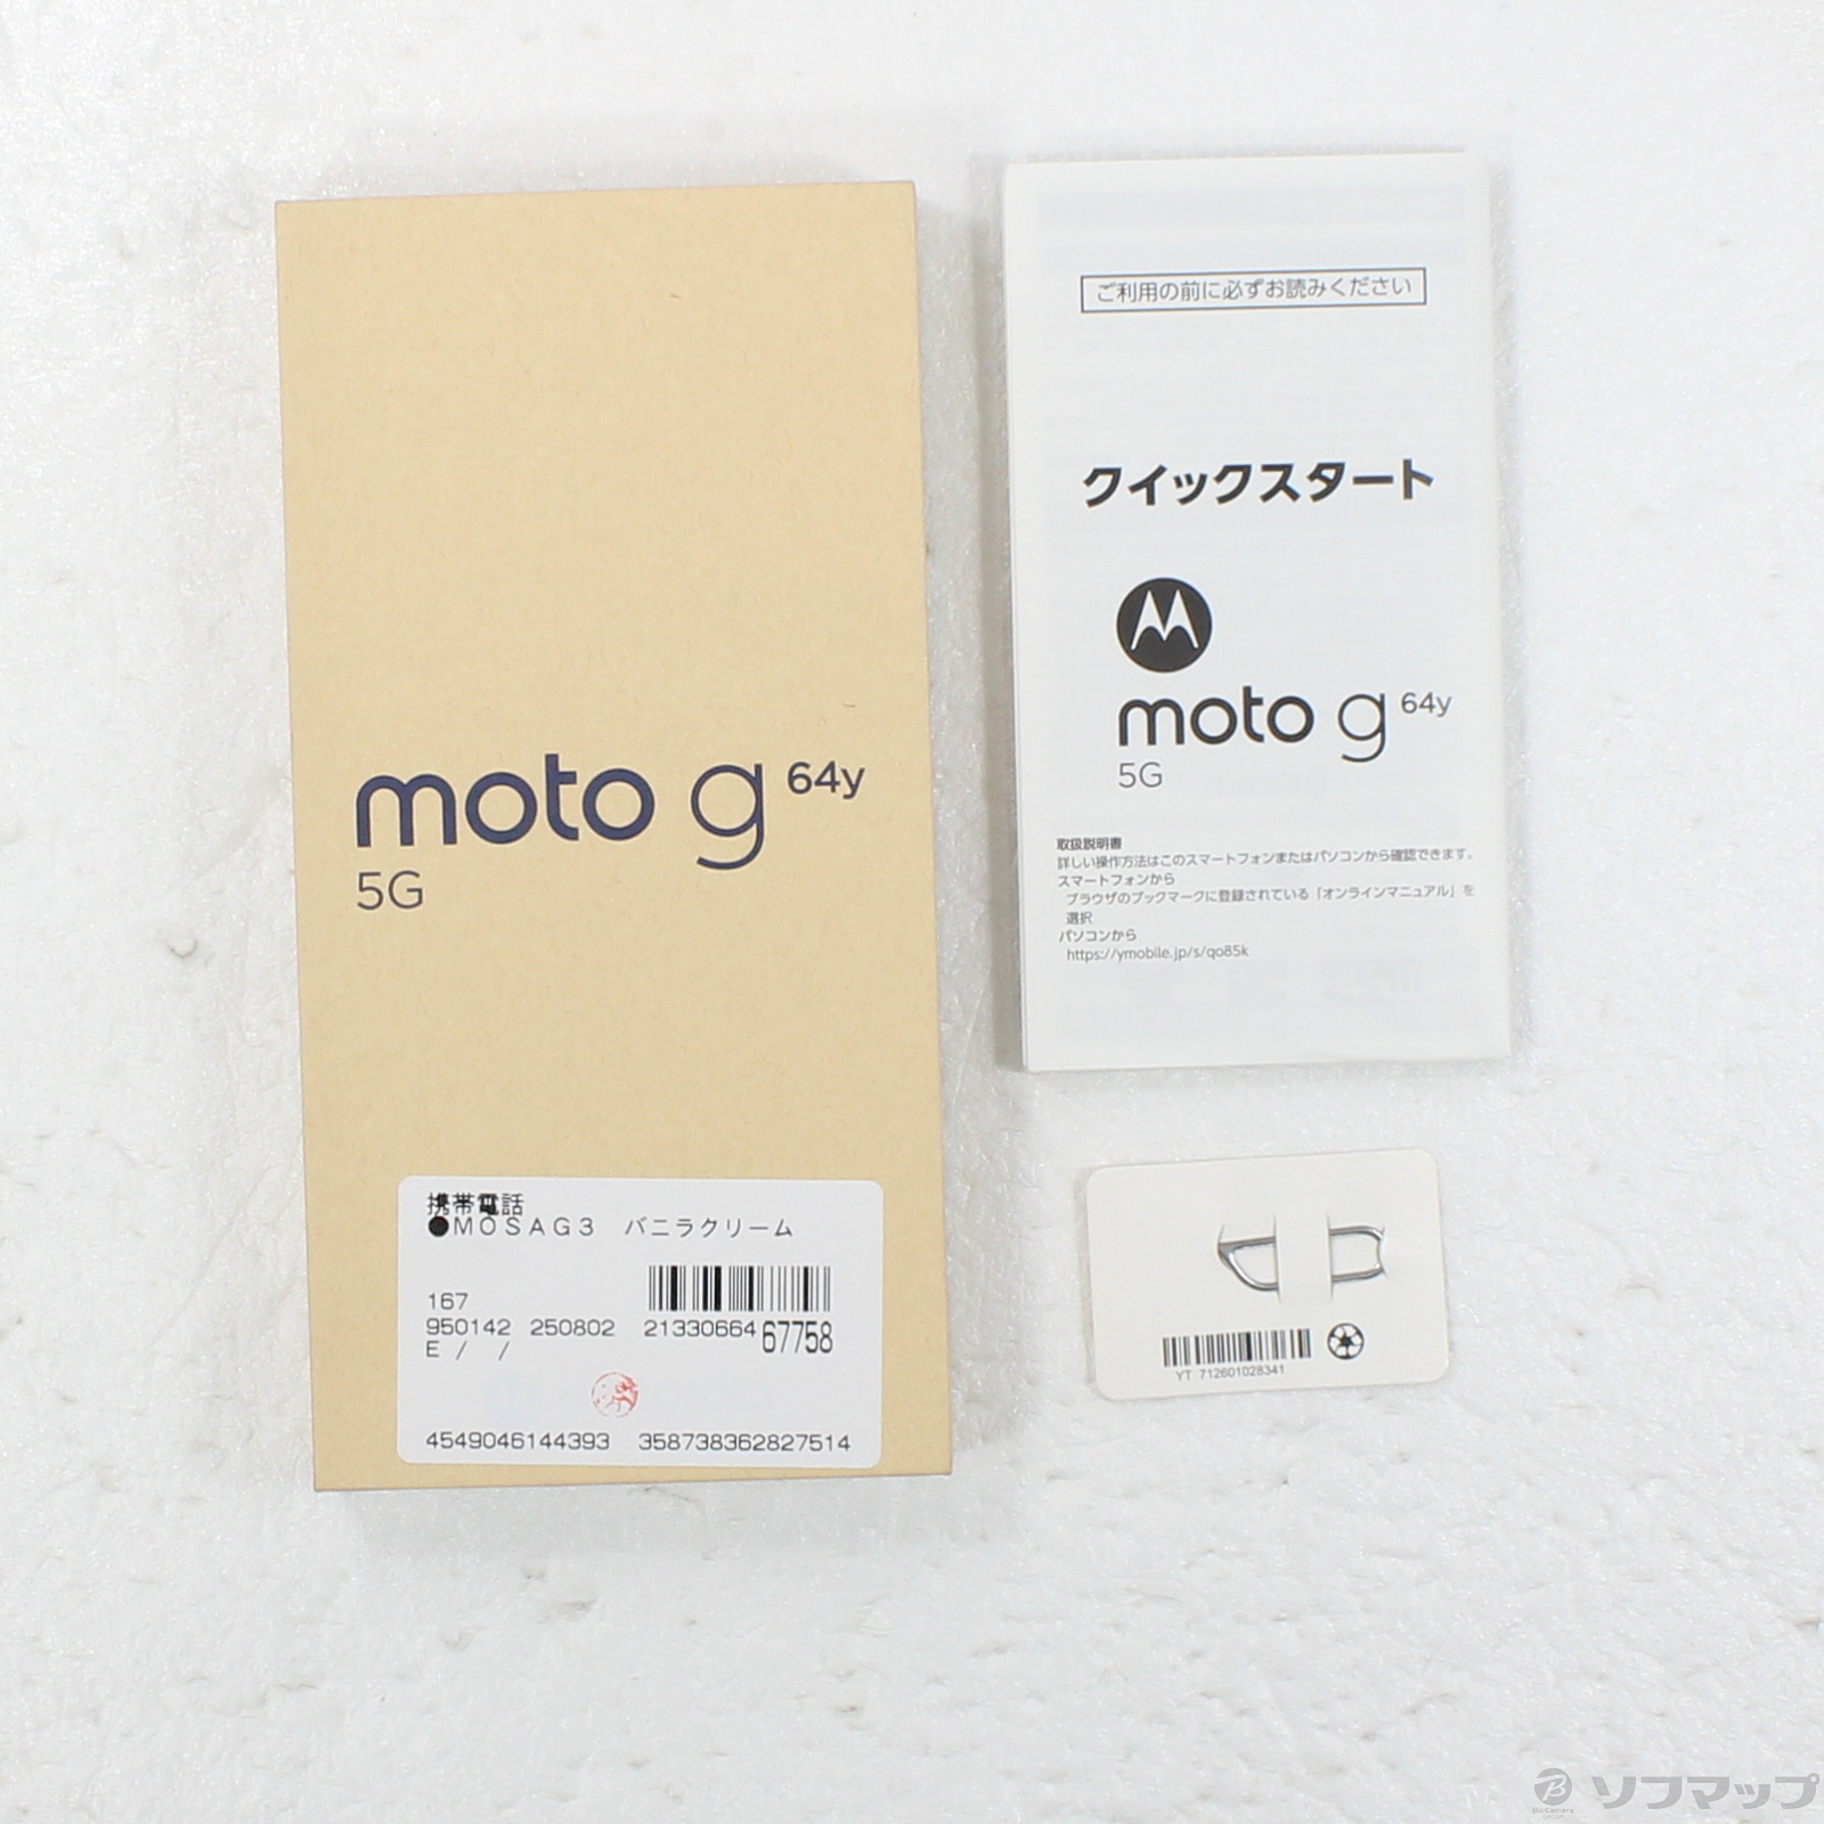 moto g 64y
5G
携帯電話
●MOSAG3 バニラクリーム
167
950142 250802 2133066467758
E / /
4549046144393 358738362827514
ご利用の前に必ずお読みください
クイックスタート
moto g 64y
5G
取扱説明書
詳しい操作方法はこのスマートフォンまたはパソコンから確認できます。
スマートフォンから
ブラウザのブックマークに登録されている「オンラインマニュアル」を
選択
パソコンから
https://ymobile.jp/s/qo85k
YT 712601028341
BicCamera
GROUP
ソフマップ